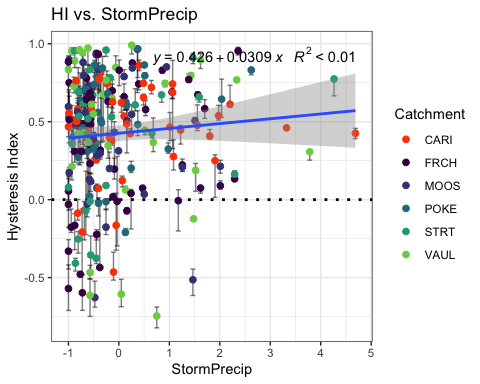 HI vs. StormPrecip
y = 0.426 + 0.0309 x R² < 0.01
1.0
0.5
0.0
-0.5
Hysteresis Index
-1 0 1 2 3 4 5
StormPrecip
Catchment
CARI
FRCH
MOOS
POKE
STRT
VAUL